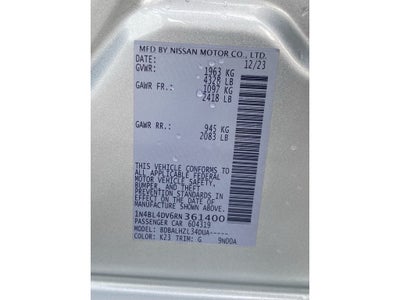 MFD BY NISSAN MOTOR CO., LTD.
DATE: 12/23
GVWR: 1963 KG
4328 LB
GAWR FR.: 1097 KG
2418 LB
GAWR RR.: 945 KG
2083 LB
THIS VEHICLE CONFORMS TO
ALL APPLICABLE FEDERAL
MOTOR VEHICLE SAFETY,
BUMPER, AND THEFT
PREVENTION STANDARDS IN
EFFECT ON THE DATE OF
MANUFACTURE SHOWN ABOVE.
1N4BL4DV6RN361400
PASSENGER CAR 604319
MODEL: BDBALHZL34DUA-----
COLOR: K23 TRIM: G 9N00A